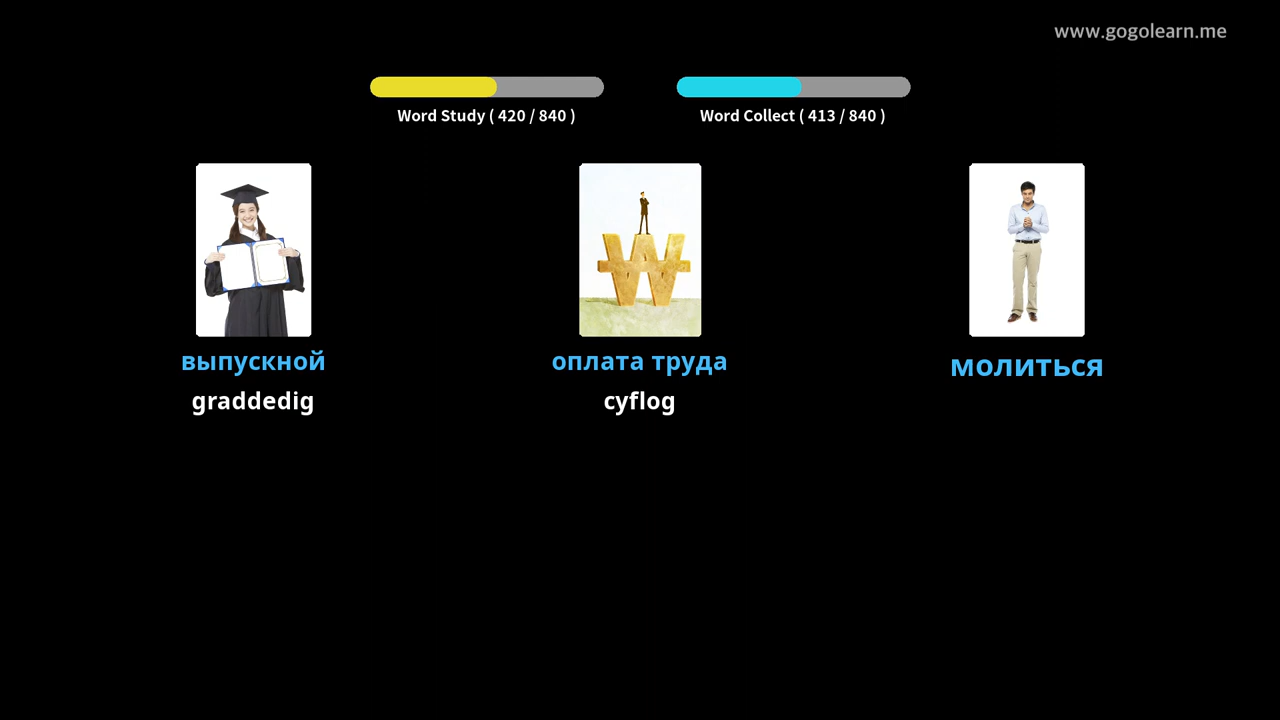 www.gogolearn.me
Word Study ( 420 / 840 )
Word Collect ( 413 / 840 )
выпускной
оплата труда
молиться
graddedig
cyflog